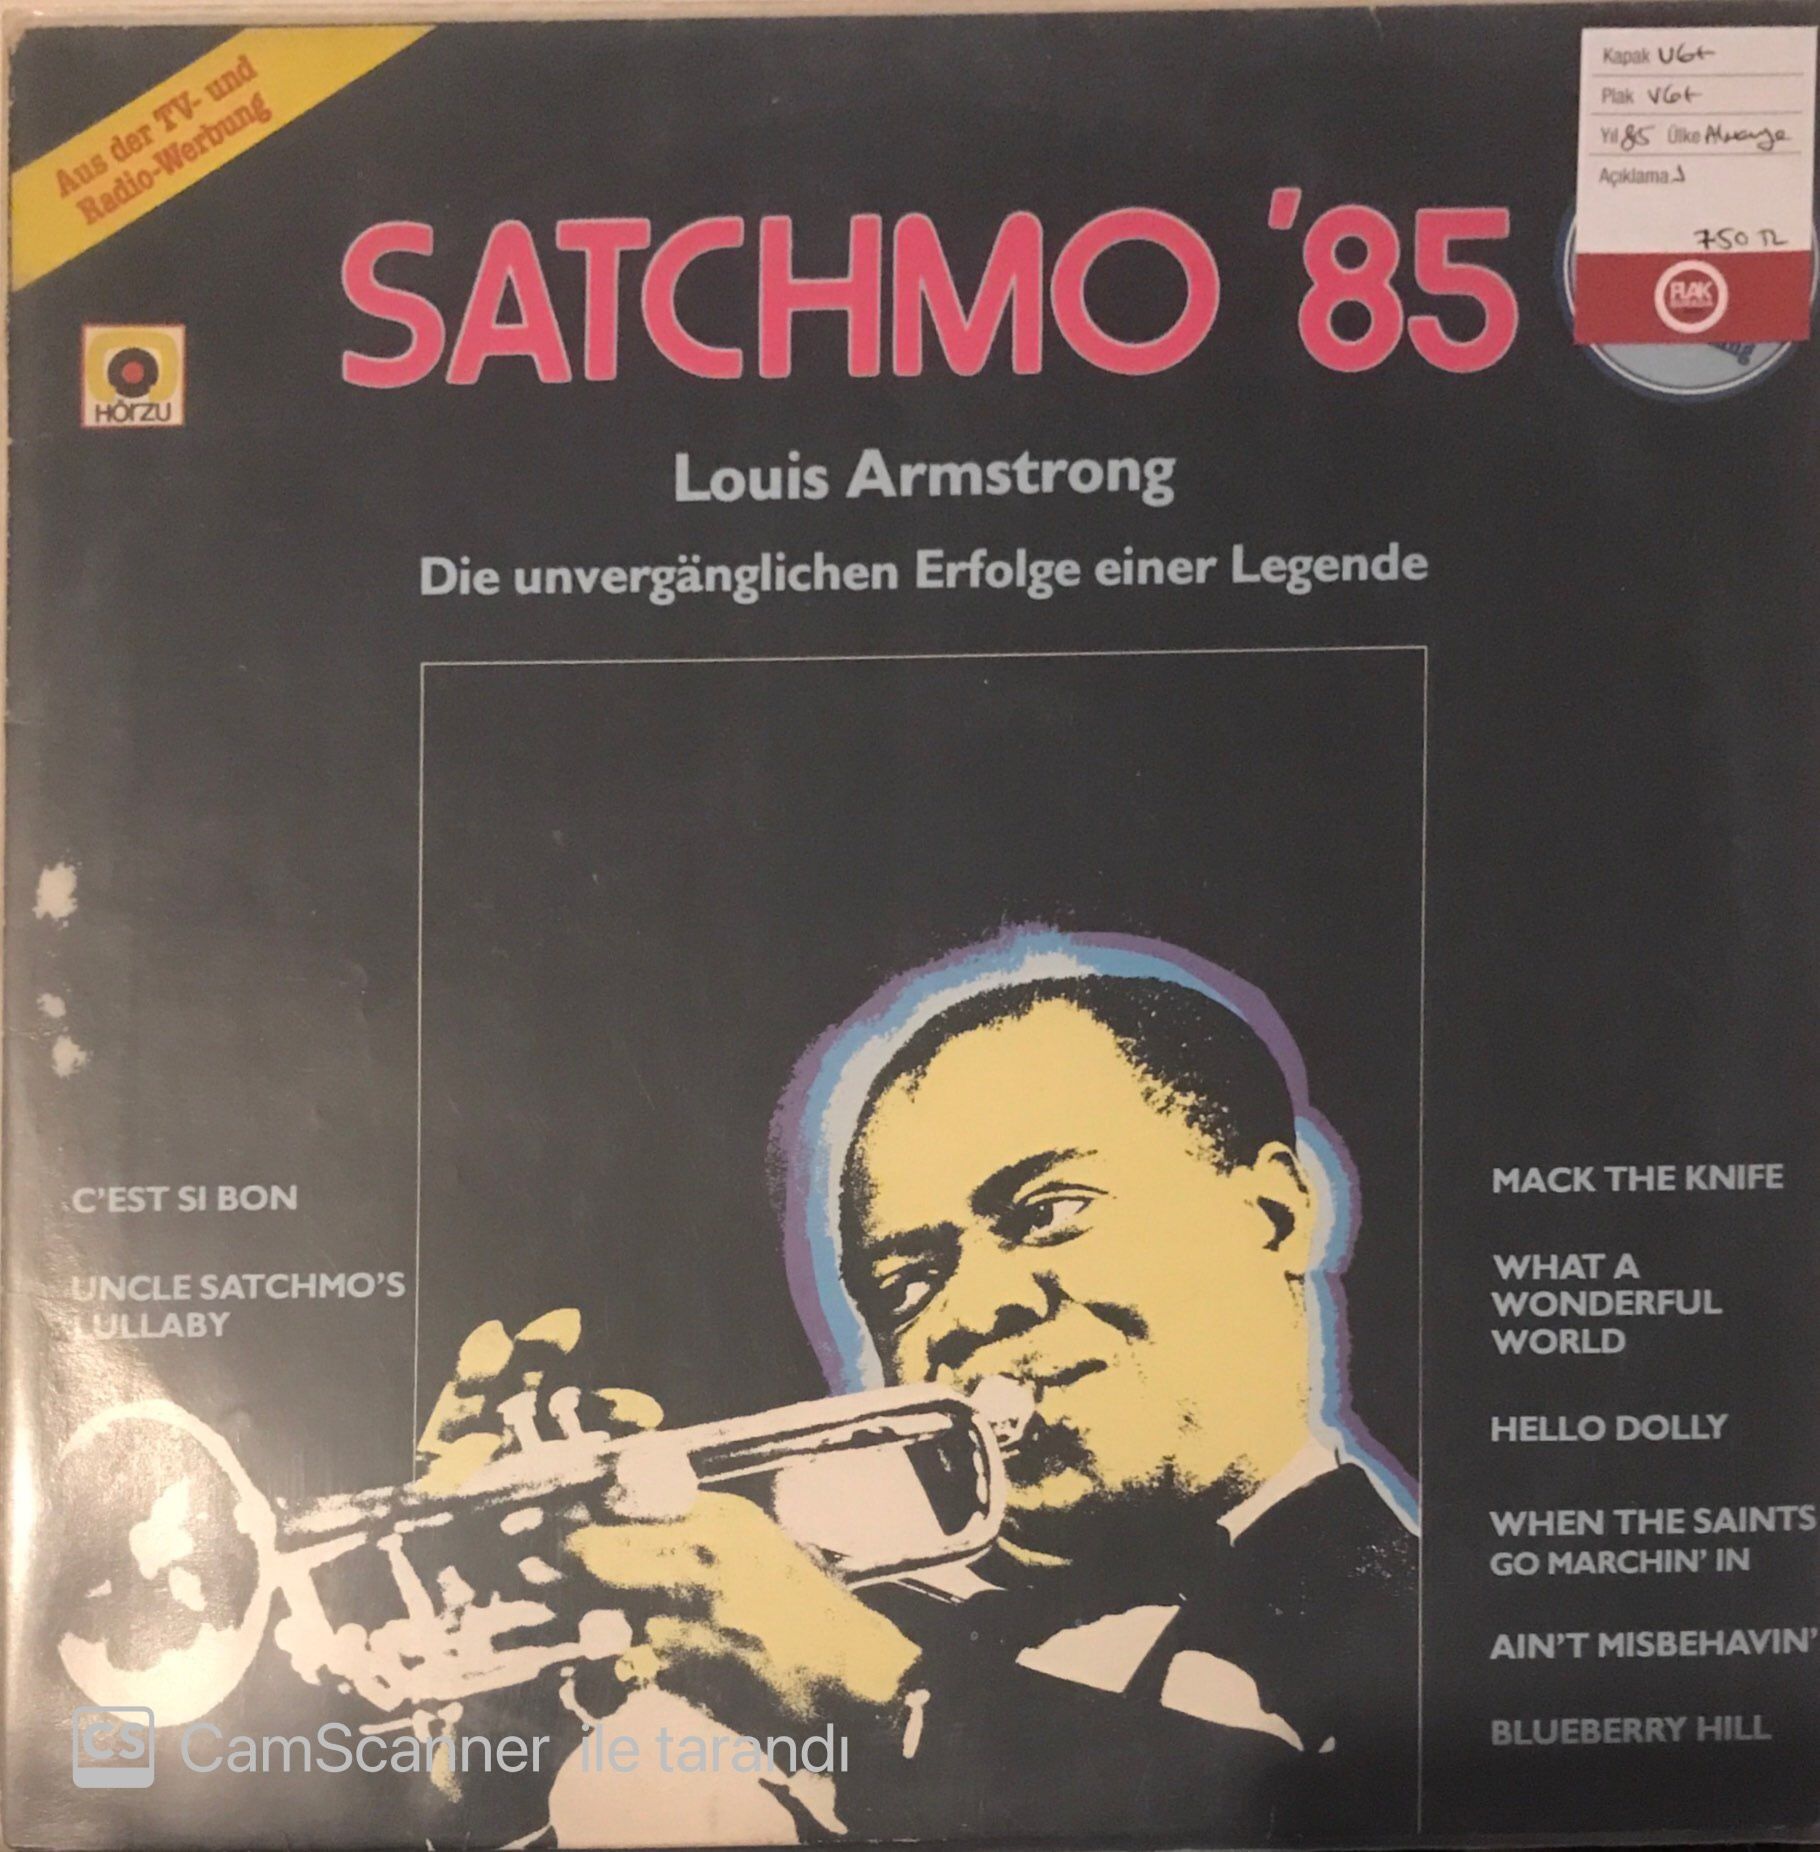 Aus der TV- und
Radio-Werbung
Kapak VG+
Plak VG+
Yıl 85 Ülke Almanya
Açıklama
750 TL
PLAK
SATCHMO '85
HÖRZU
Louis Armstrong
Die unvergänglichen Erfolge einer Legende
C'EST SI BON
UNCLE SATCHMO'S
LULLABY
MACK THE KNIFE
WHAT A
WONDERFUL
WORLD
HELLO DOLLY
WHEN THE SAINTS
GO MARCHIN' IN
AIN'T MISBEHAVIN'
BLUEBERRY HILL
CS CamScanner ile tarandı